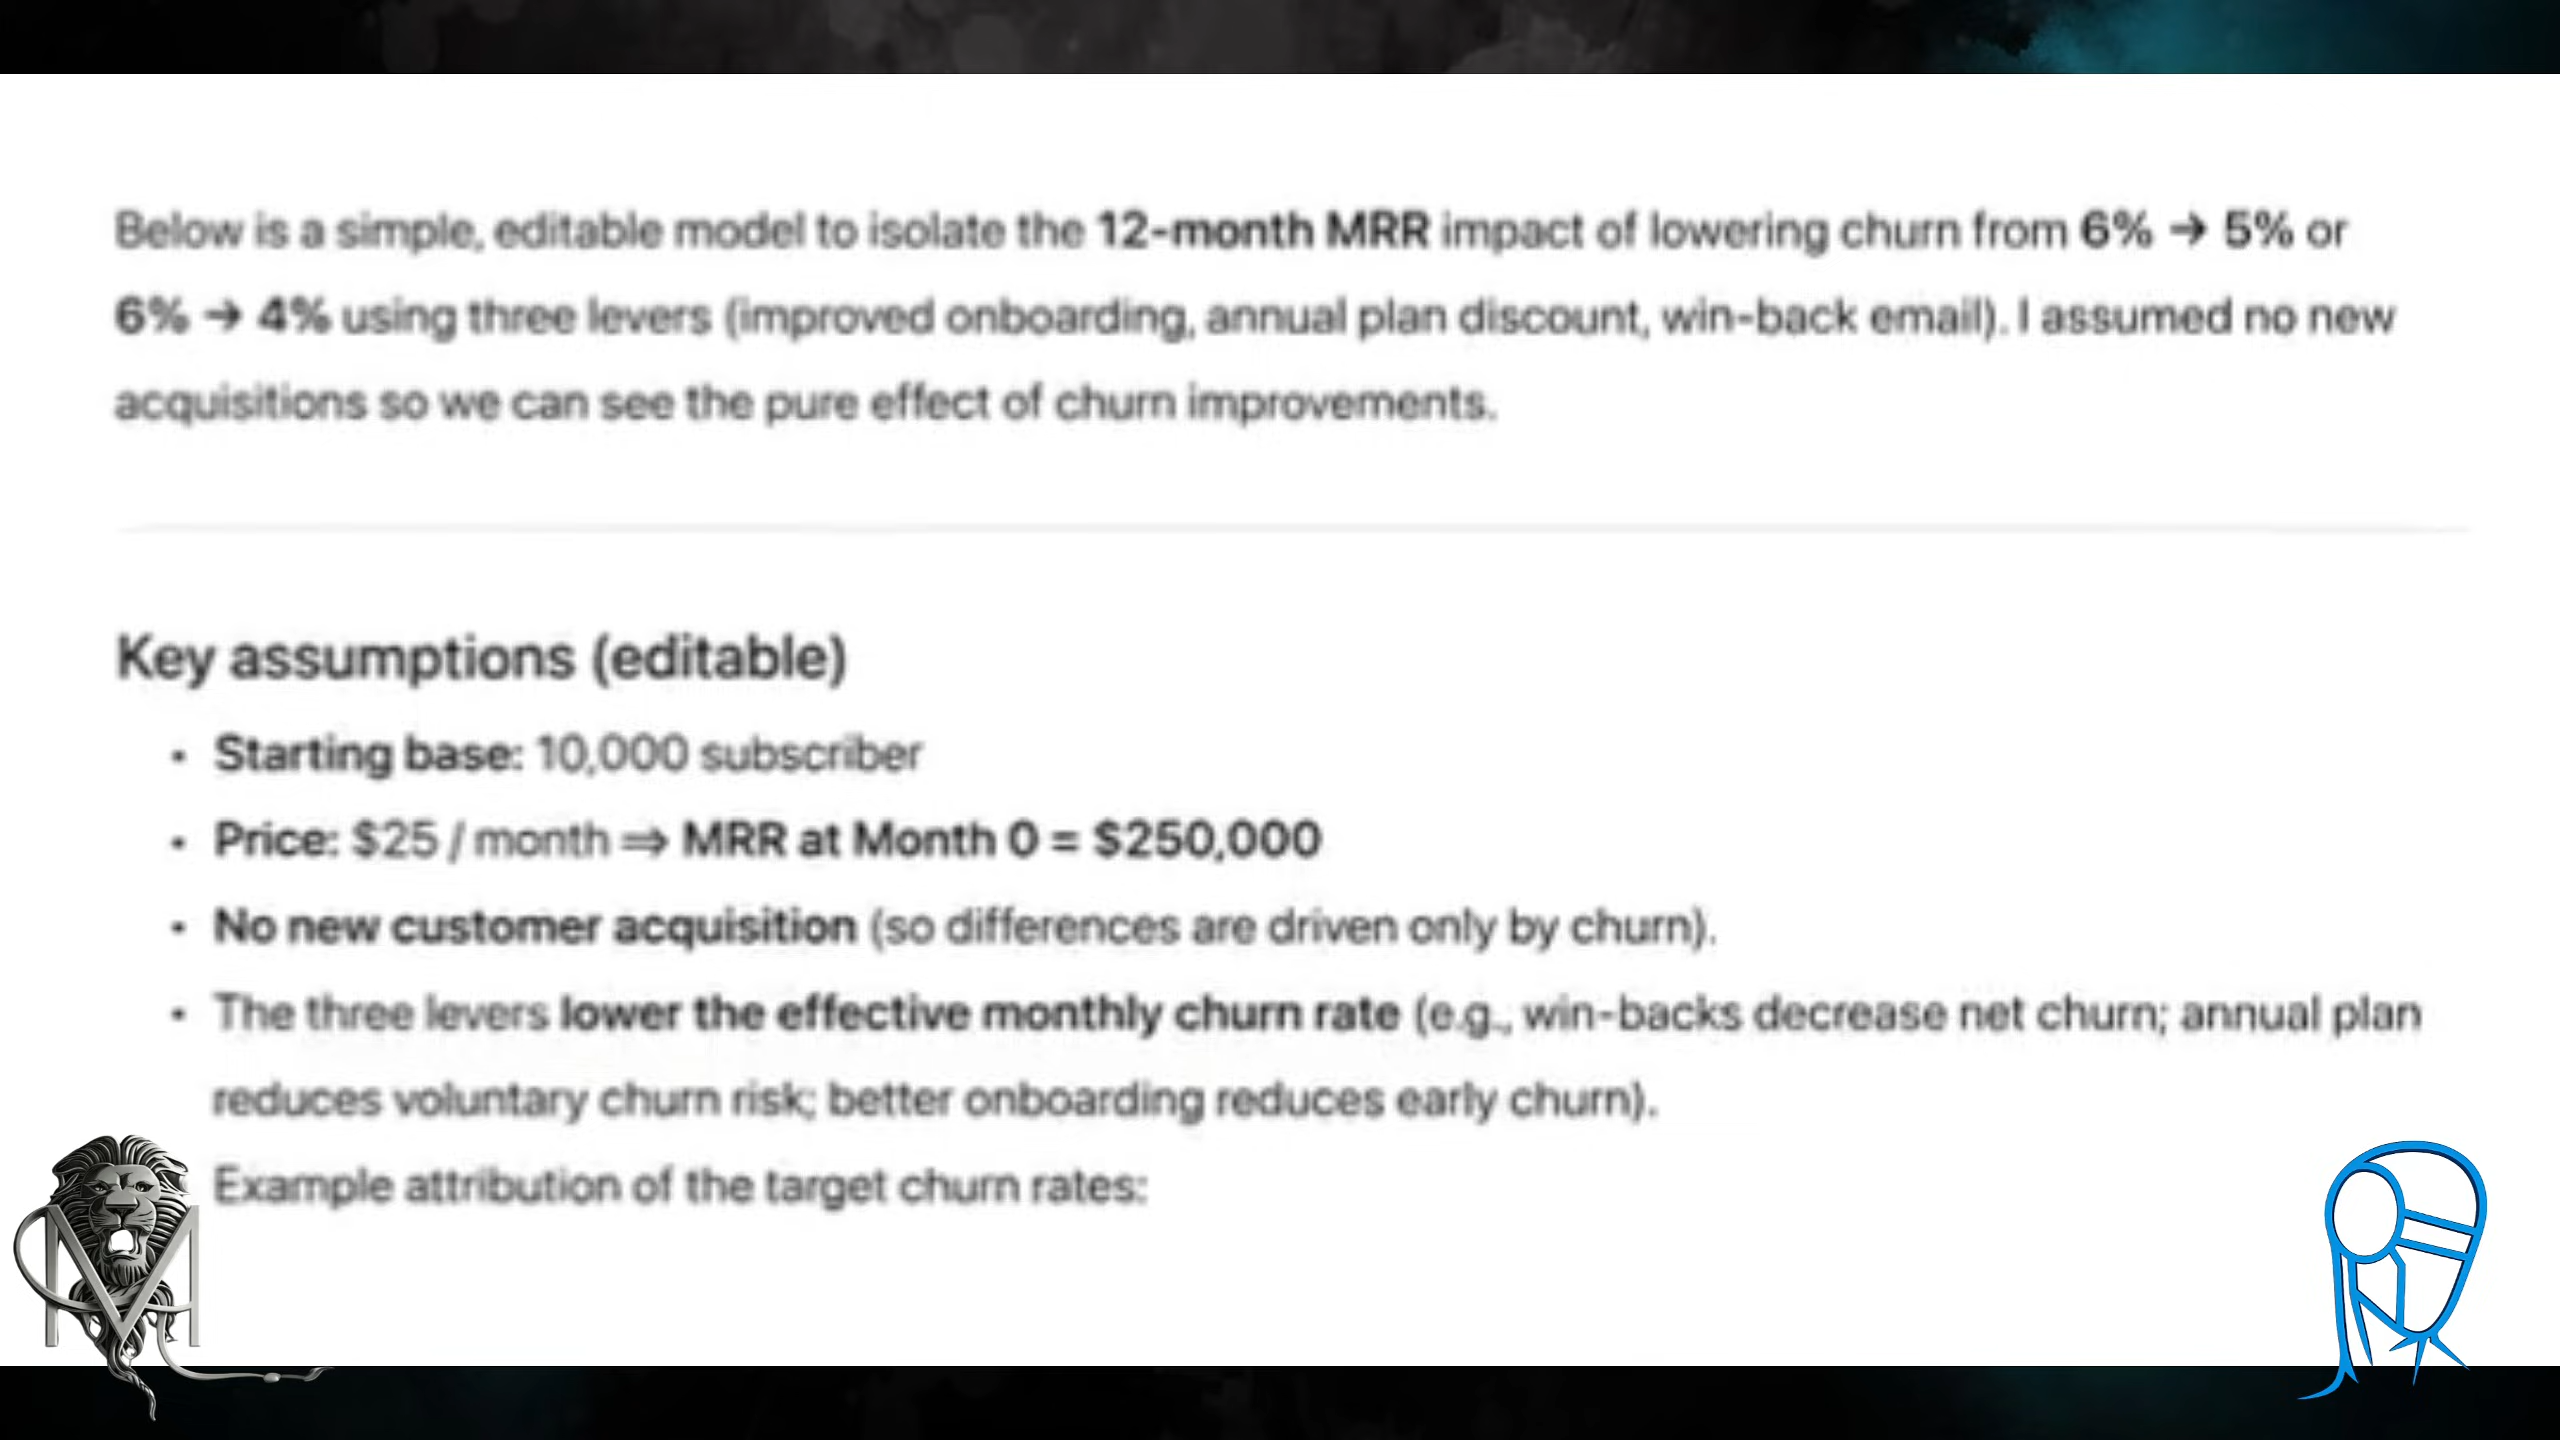 Below is a simple, editable model to isolate the 12-month MRR impact of lowering churn from 6% → 5% or
6% → 4% using three levers (improved onboarding, annual plan discount, win-back email). I assumed no new
acquisitions so we can see the pure effect of churn improvements.
Key assumptions (editable)
• Starting base: 10,000 subscriber
• Price: $25 / month ⇒ MRR at Month 0 = $250,000
• No new customer acquisition (so differences are driven only by churn).
• The three levers lower the effective monthly churn rate (e.g., win-backs decrease net churn; annual plan
reduces voluntary churn risk; better onboarding reduces early churn).
Example attribution of the target churn rates:
M